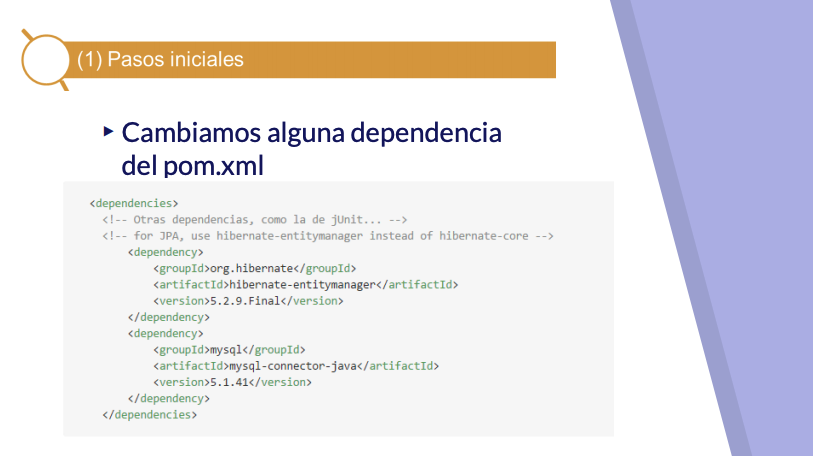 (1) Pasos iniciales
▸ Cambiamos alguna dependencia
del pom.xml
<dependencies>
<!-- Otras dependencias, como la de jUnit... -->
<!-- for JPA, use hibernate-entitymanager instead of hibernate-core -->
<dependency>
<groupId>org.hibernate</groupId>
<artifactId>hibernate-entitymanager</artifactId>
<version>5.2.9.Final</version>
</dependency>
<dependency>
<groupId>mysql</groupId>
<artifactId>mysql-connector-java</artifactId>
<version>5.1.41</version>
</dependency>
</dependencies>